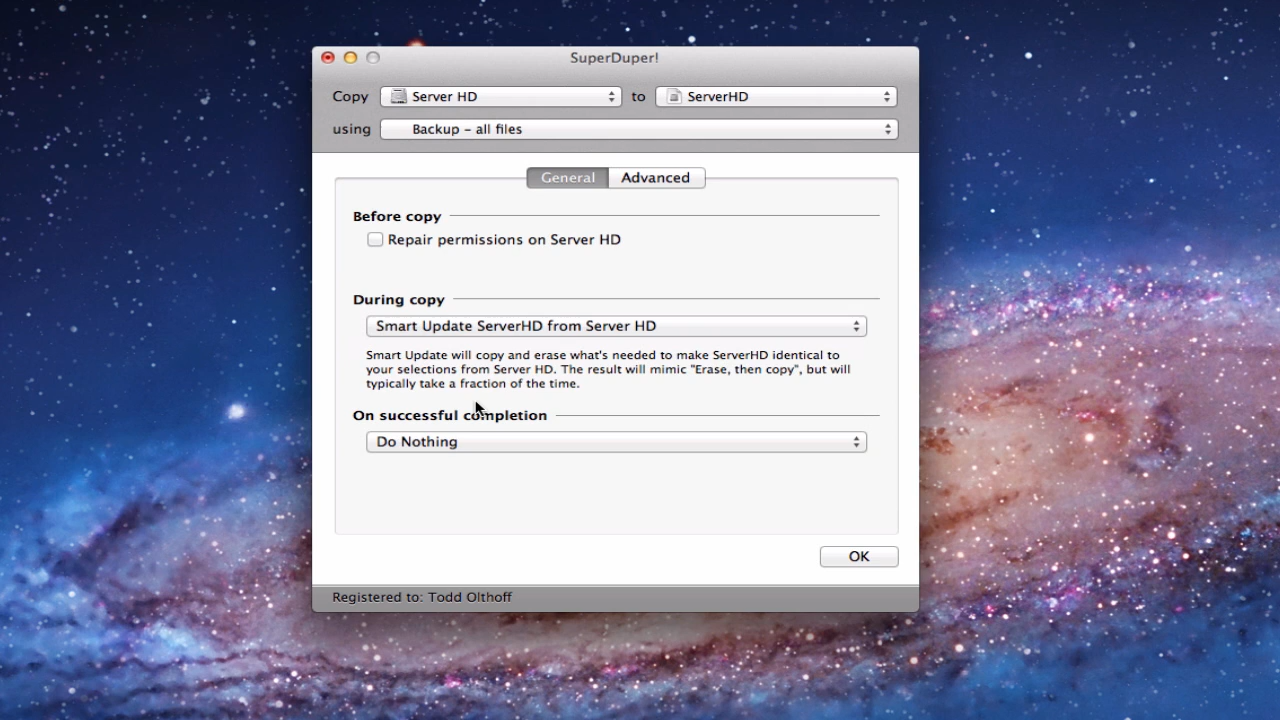 SuperDuper!
Copy Server HD to ServerHD
using Backup – all files
General Advanced
Before copy
Repair permissions on Server HD
During copy
Smart Update ServerHD from Server HD
Smart Update will copy and erase what's needed to make ServerHD identical to
your selections from Server HD. The result will mimic "Erase, then copy", but will
typically take a fraction of the time.
On successful completion
Do Nothing
OK
Registered to: Todd Olthoff